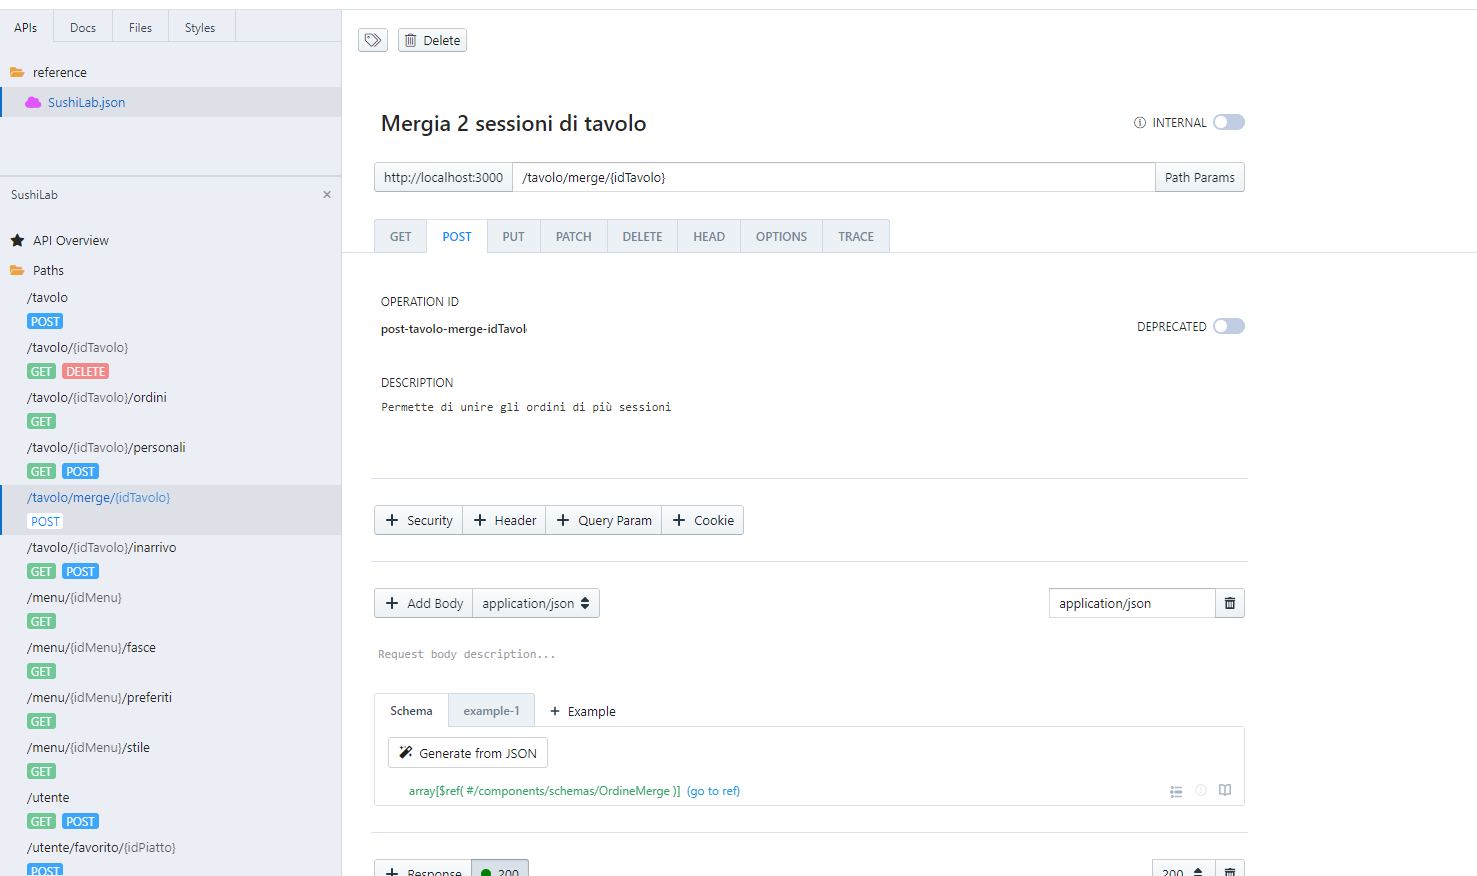 APIs Docs Files Styles
reference
SushiLab.json
SushiLab
API Overview
Paths
/tavolo
POST
/tavolo/{idTavolo}
GET DELETE
/tavolo/{idTavolo}/ordini
GET
/tavolo/{idTavolo}/personali
GET POST
/tavolo/merge/{idTavolo}
POST
/tavolo/{idTavolo}/inarrivo
GET POST
/menu/{idMenu}
GET
/menu/{idMenu}/fasce
GET
/menu/{idMenu}/preferiti
GET
/menu/{idMenu}/stile
GET
/utente
GET POST
/utente/favorito/{idPiatto}
POST
Delete
Mergia 2 sessioni di tavolo
INTERNAL
http://localhost:3000 /tavolo/merge/{idTavolo} Path Params
GET POST PUT PATCH DELETE HEAD OPTIONS TRACE
OPERATION ID
post-tavolo-merge-idTavol
DEPRECATED
DESCRIPTION
Permette di unire gli ordini di più sessioni
+ Security + Header + Query Param + Cookie
+ Add Body application/json application/json
Request body description...
Schema example-1 + Example
Generate from JSON
array[$ref( #/components/schemas/OrdineMerge )] (go to ref)
+ Response 200 200